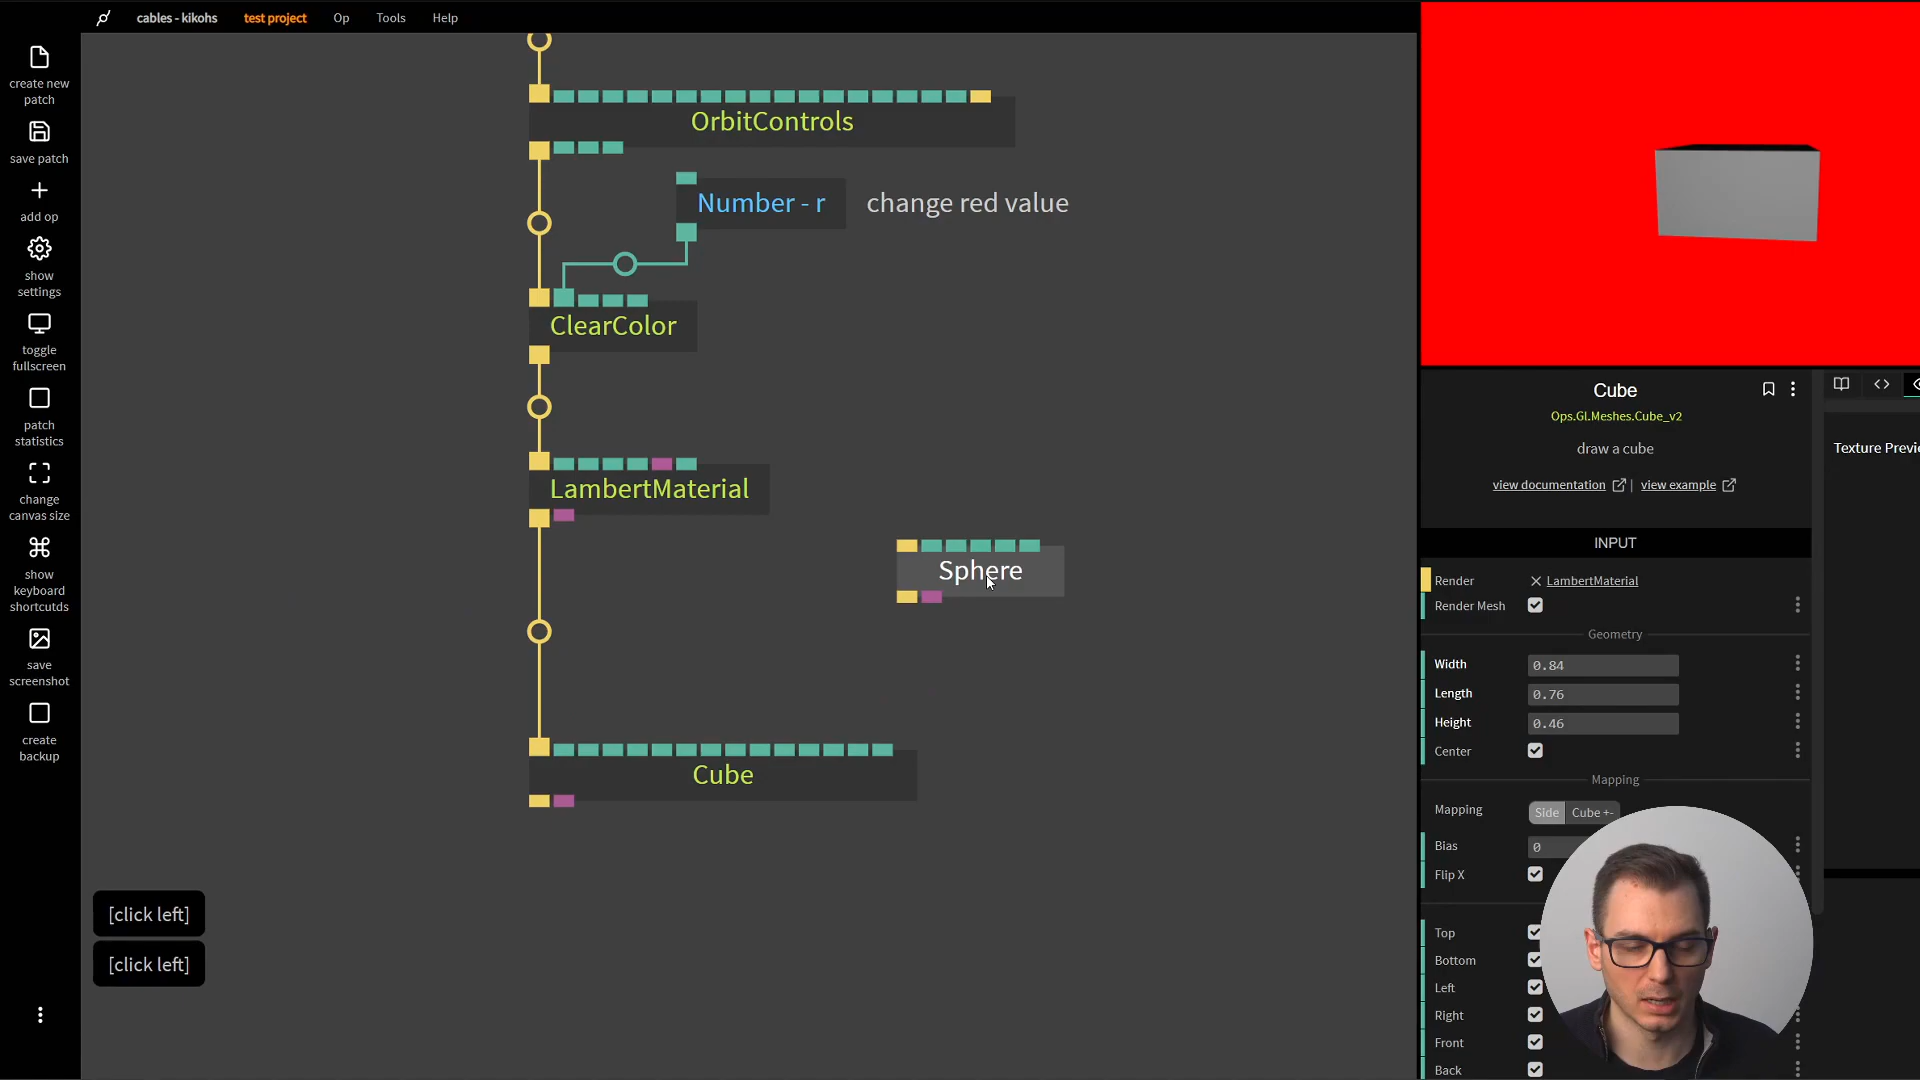 cables - kikohs
test project
Op
Tools
Help
create new
patch
save patch
add op
show
settings
toggle
fullscreen
patch
statistics
change
canvas size
show
keyboard
shortcutds
save
screenshot
create
backup
OrbitControls
Number - r
change red value
ClearColor
LambertMaterial
Sphere
Cube
[click left]
[click left]
Cube
Ops.Gl.Meshes.Cube_v2
draw a cube
view documentation | view example
INPUT
Render LambertMaterial
Render Mesh
Geometry
Width 0.84
Length 0.76
Height 0.46
Center
Mapping
Mapping Side Cube +-
Bias 0
Flip X
Top
Bottom
Left
Right
Front
Back
Texture Previe